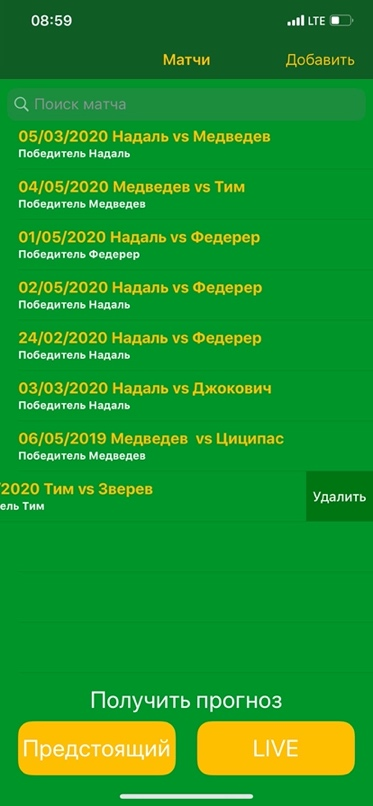 08:59 LTE
Матчи Добавить
Поиск матча
05/03/2020 Надаль vs Медведев
Победитель Надаль
04/05/2020 Медведев vs Тим
Победитель Медведев
01/05/2020 Надаль vs Федерер
Победитель Федерер
02/05/2020 Надаль vs Федерер
Победитель Надаль
24/02/2020 Надаль vs Федерер
Победитель Надаль
03/03/2020 Надаль vs Джокович
Победитель Надаль
06/05/2019 Медведев  vs Циципас
Победитель Медведев
/2020 Тим vs Зверев
ель Тим
Удалить
Получить прогноз
Предстоящий LIVE